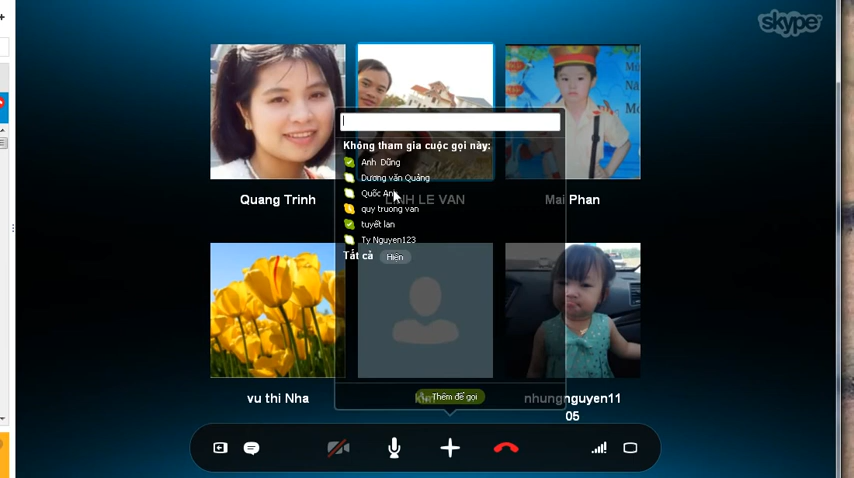 skype
Quang Trinh
LINH LE VAN
Mai Phan
Không tham gia cuộc gọi này:
Anh Dũng
Dương văn Quảng
Quốc Anh
quy truong van
tuyết lan
Ty Nguyen123
Tất cả
Hiện
vu thi Nha
Thêm để gọi
nhungnguyen11
05